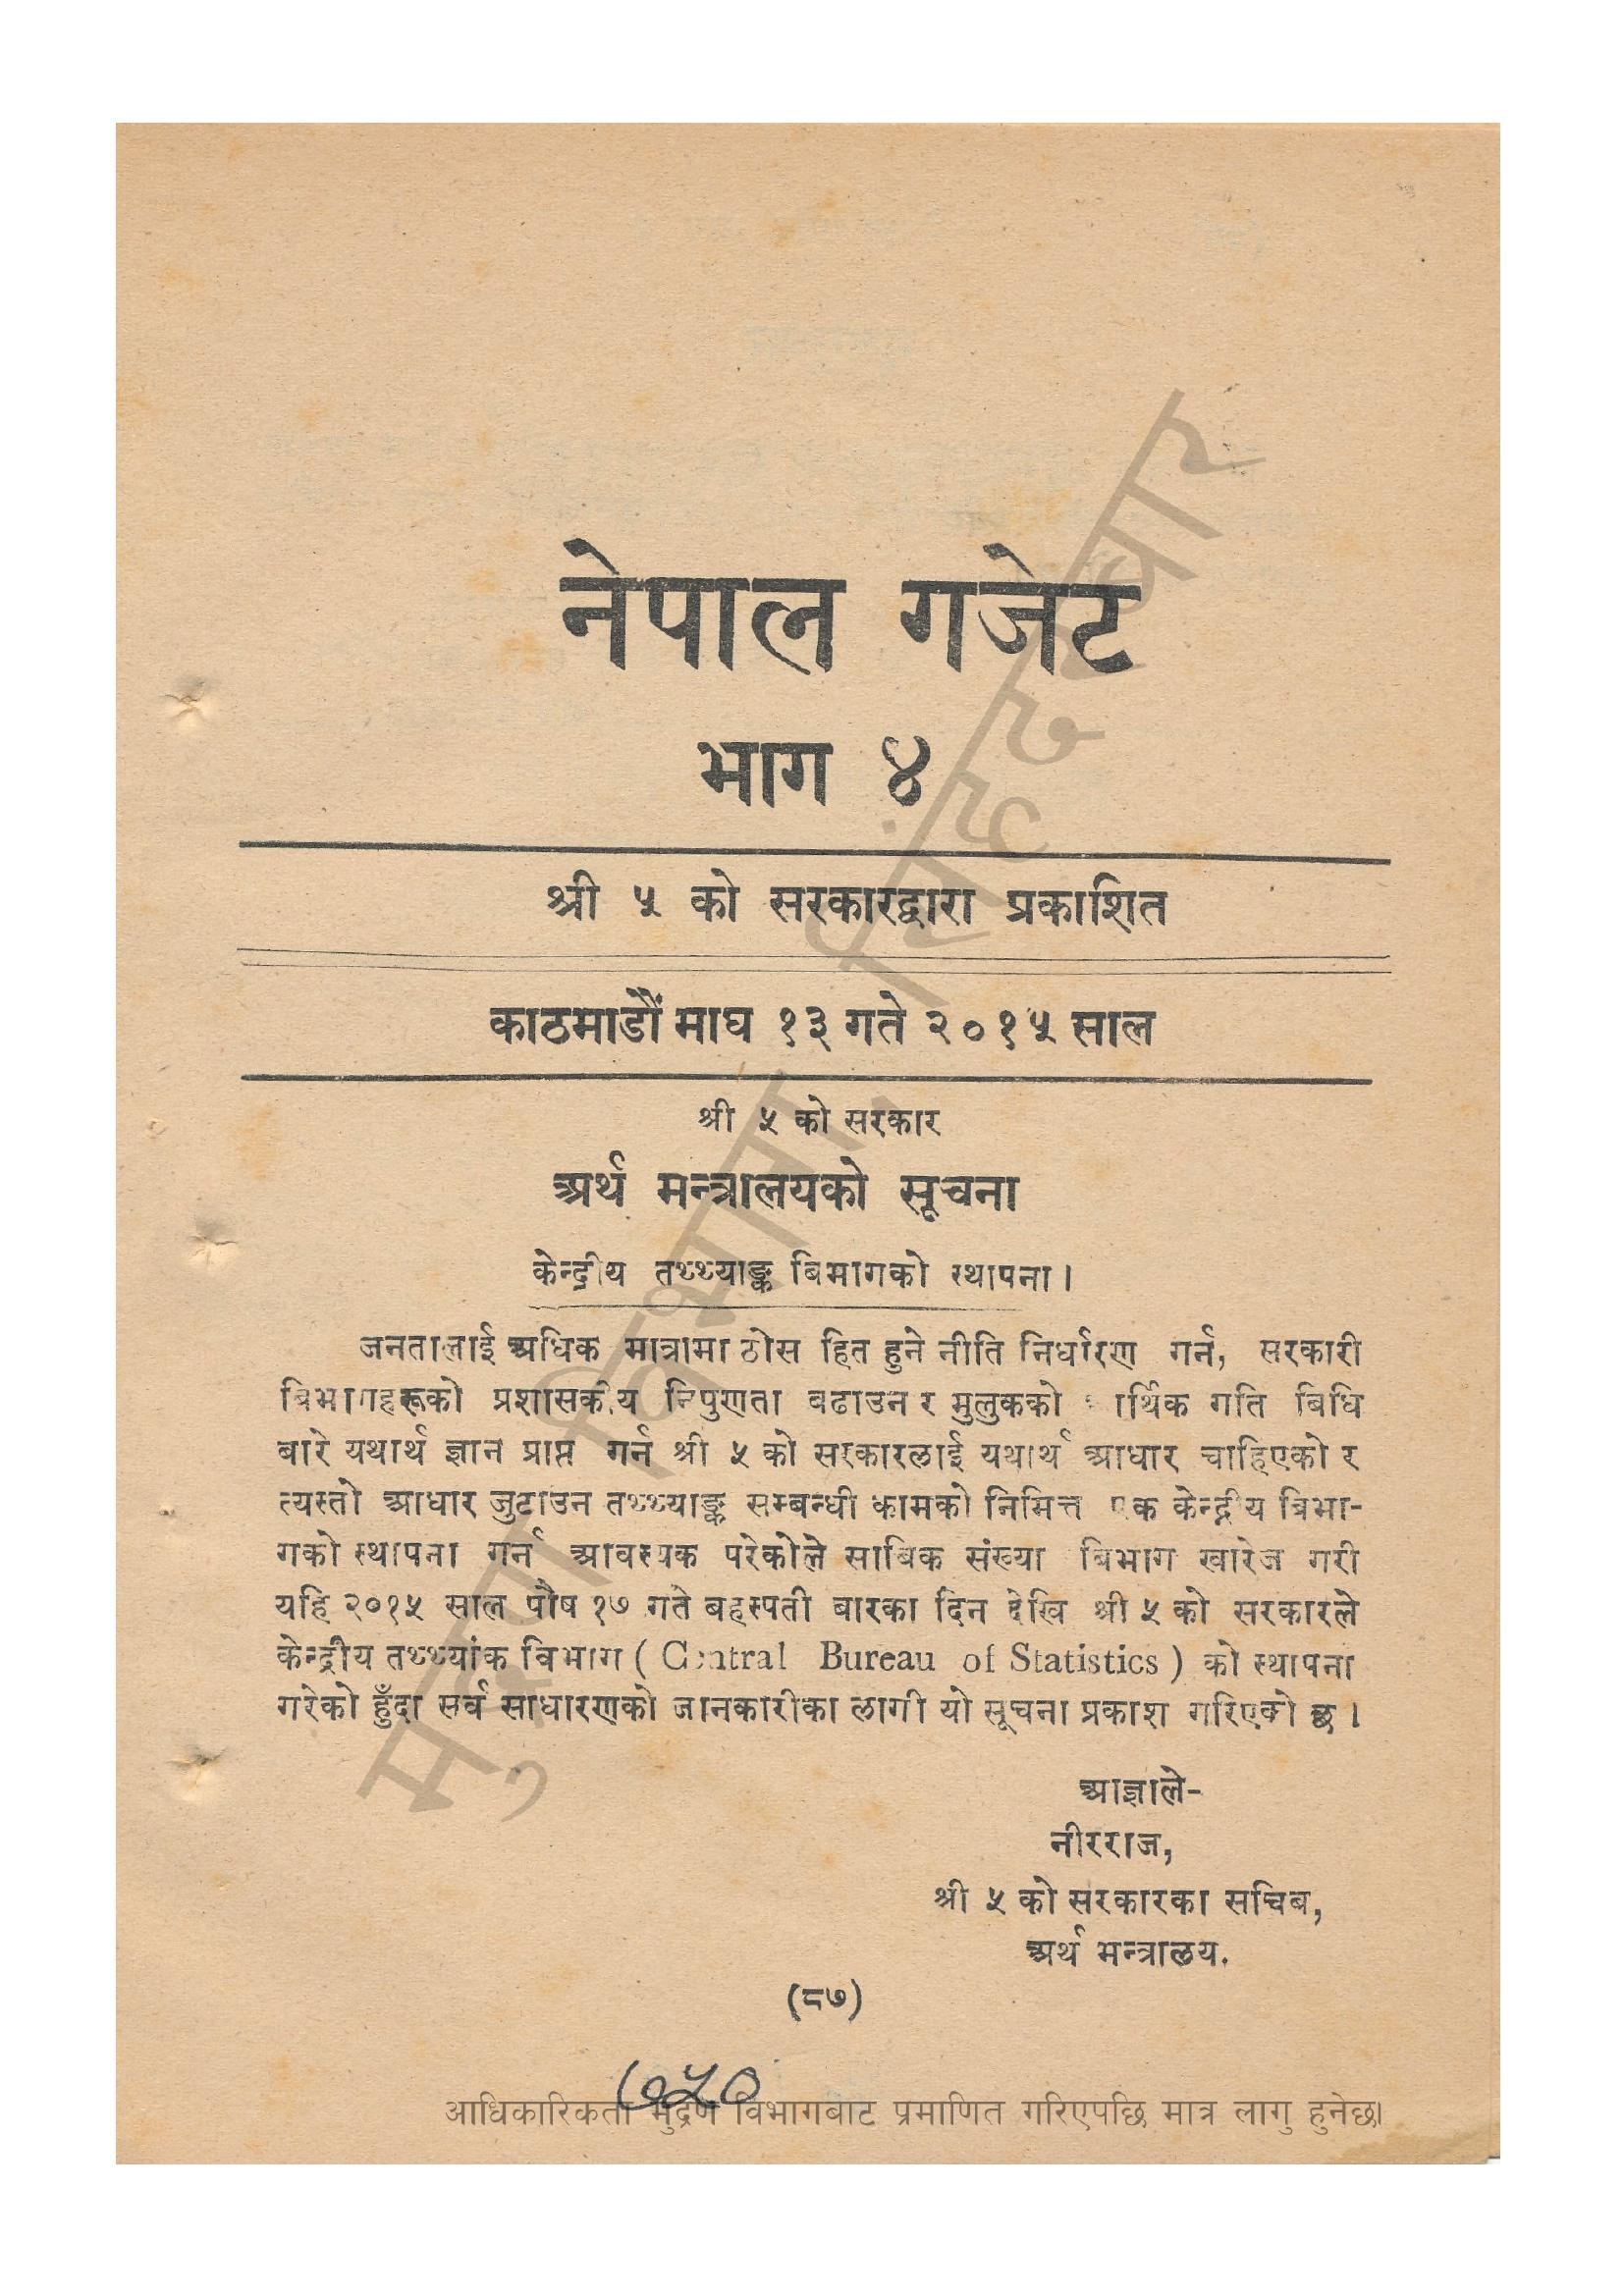 नेपाल गजेट
भाग ४
श्री ५ को सरकारद्वारा प्रकाशित
काठमाडौं माघ १३ गते २०१५ साल
श्री ५ को सरकार
अर्थ मन्त्रालयको सूचना
केन्द्रीय तथ्थ्याङ्क बिभागको स्थापना।
जनतालाई अधिक मात्रामा ठोस हित हुने नीति निर्धारण गर्न, सरकारी
बिभागहरूको प्रशासकीय निपुणता बढाउन र मुलुकको आर्थिक गति बिधि
बारे यथार्थ ज्ञान प्राप्त गर्न श्री ५ को सरकारलाई यथार्थ आधार चाहिएको र
त्यस्तो आधार जुटाउन तथ्थ्याङ्क सम्बन्धी कामको निमित्त एक केन्द्रीय बिभा-
गको स्थापना गर्न आवस्यक परेकोले साबिक संख्या बिभाग खारेज गरी
यहि २०१५ साल पौष १७ गते बहस्पती बारका दिन देखि श्री ५ को सरकारले
केन्द्रीय तथ्थ्यांक बिभाग ( Central Bureau of Statistics ) को स्थापना
गरेको हुँदा सर्व साधारणको जानकारीका लागी यो सूचना प्रकाश गरिएको छ ।
आज्ञाले-
नीरराज,
श्री ५ को सरकारका सचिब,
अर्थ मन्त्रालय.
(८७)
७५०
आधिकारिकता मुद्रण विभागबाट प्रमाणित गरिएपछि मात्र लागु हुनेछ।
मुद्रण विभाग, सिंहदरबार